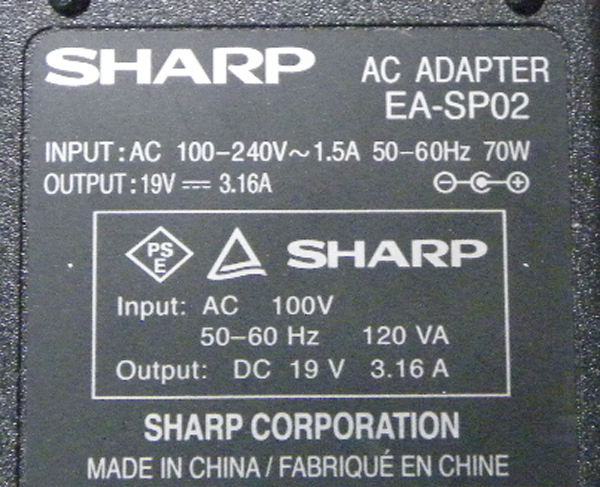 SHARP
AC ADAPTER
EA-SP02
INPUT : AC 100-240V~1.5A 50-60Hz 70W
OUTPUT : 19V ⎓ 3.16A
PS
E
SHARP
Input: AC 100V
50-60 Hz 120 VA
Output: DC 19 V 3.16 A
SHARP CORPORATION
MADE IN CHINA / FABRIQUÉ EN CHINE